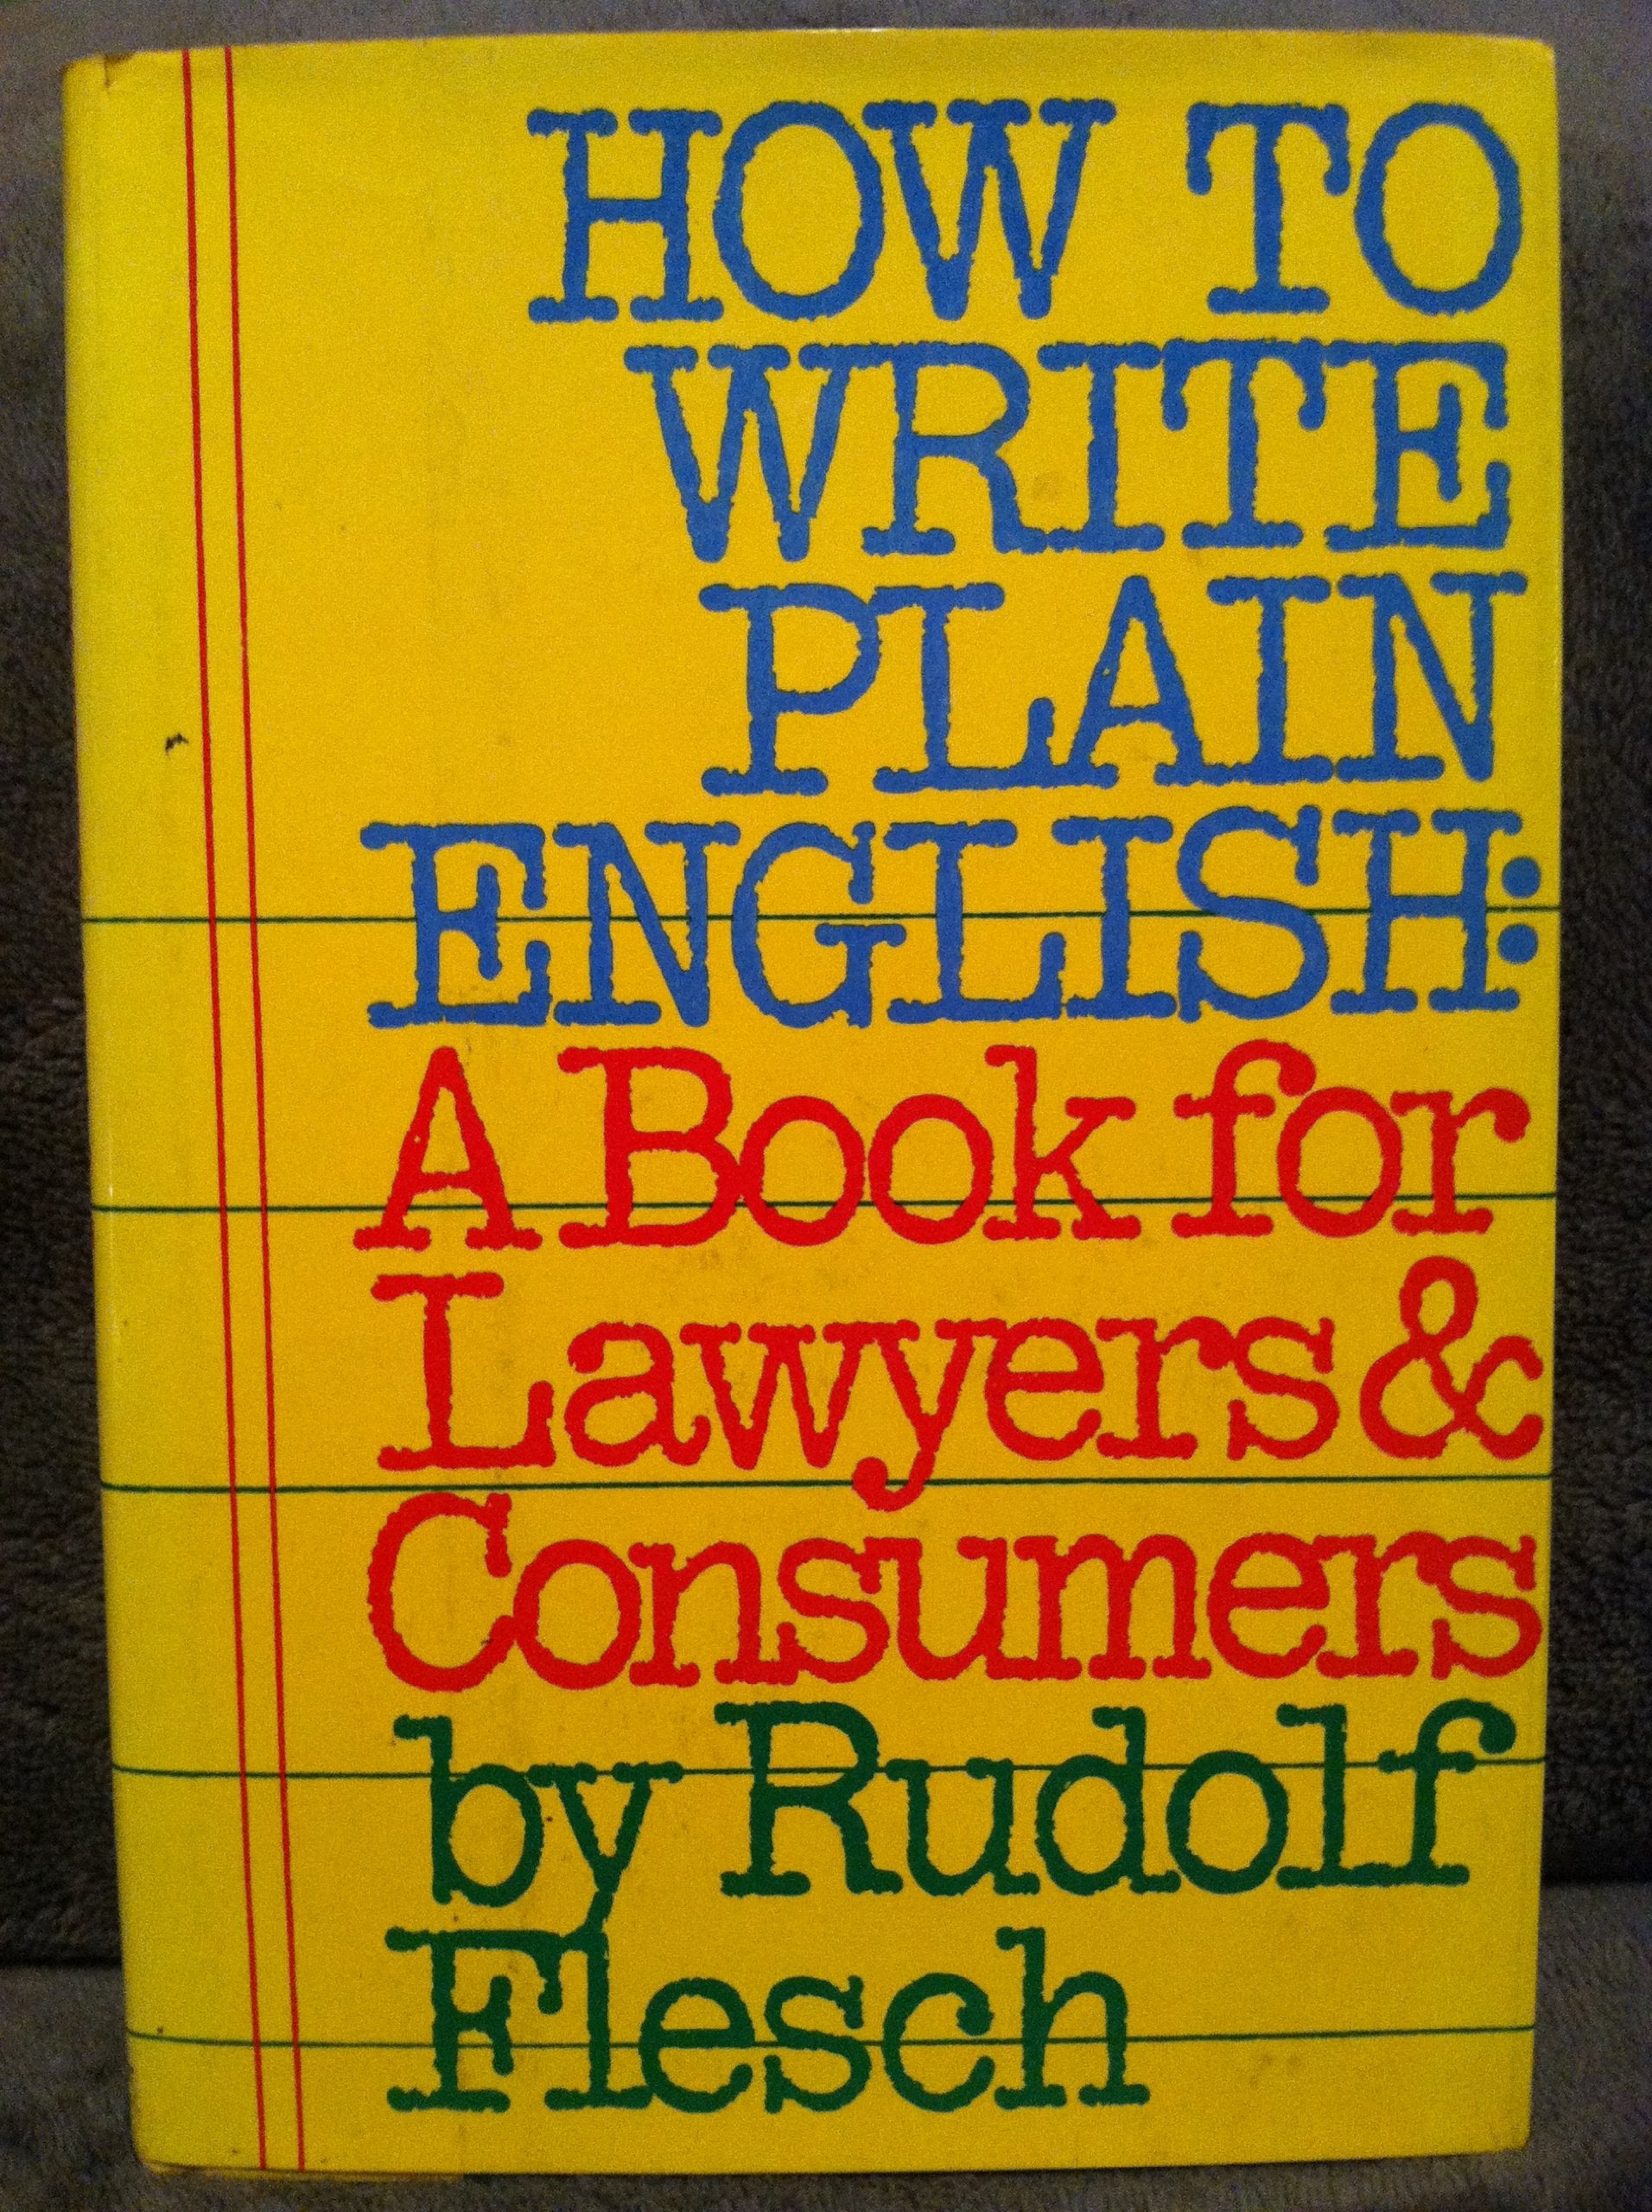 HOW TO
WRITE
PLAIN
ENGLISH:
A Book for
Lawyers &
Consumers
by Rudolf
Flesch